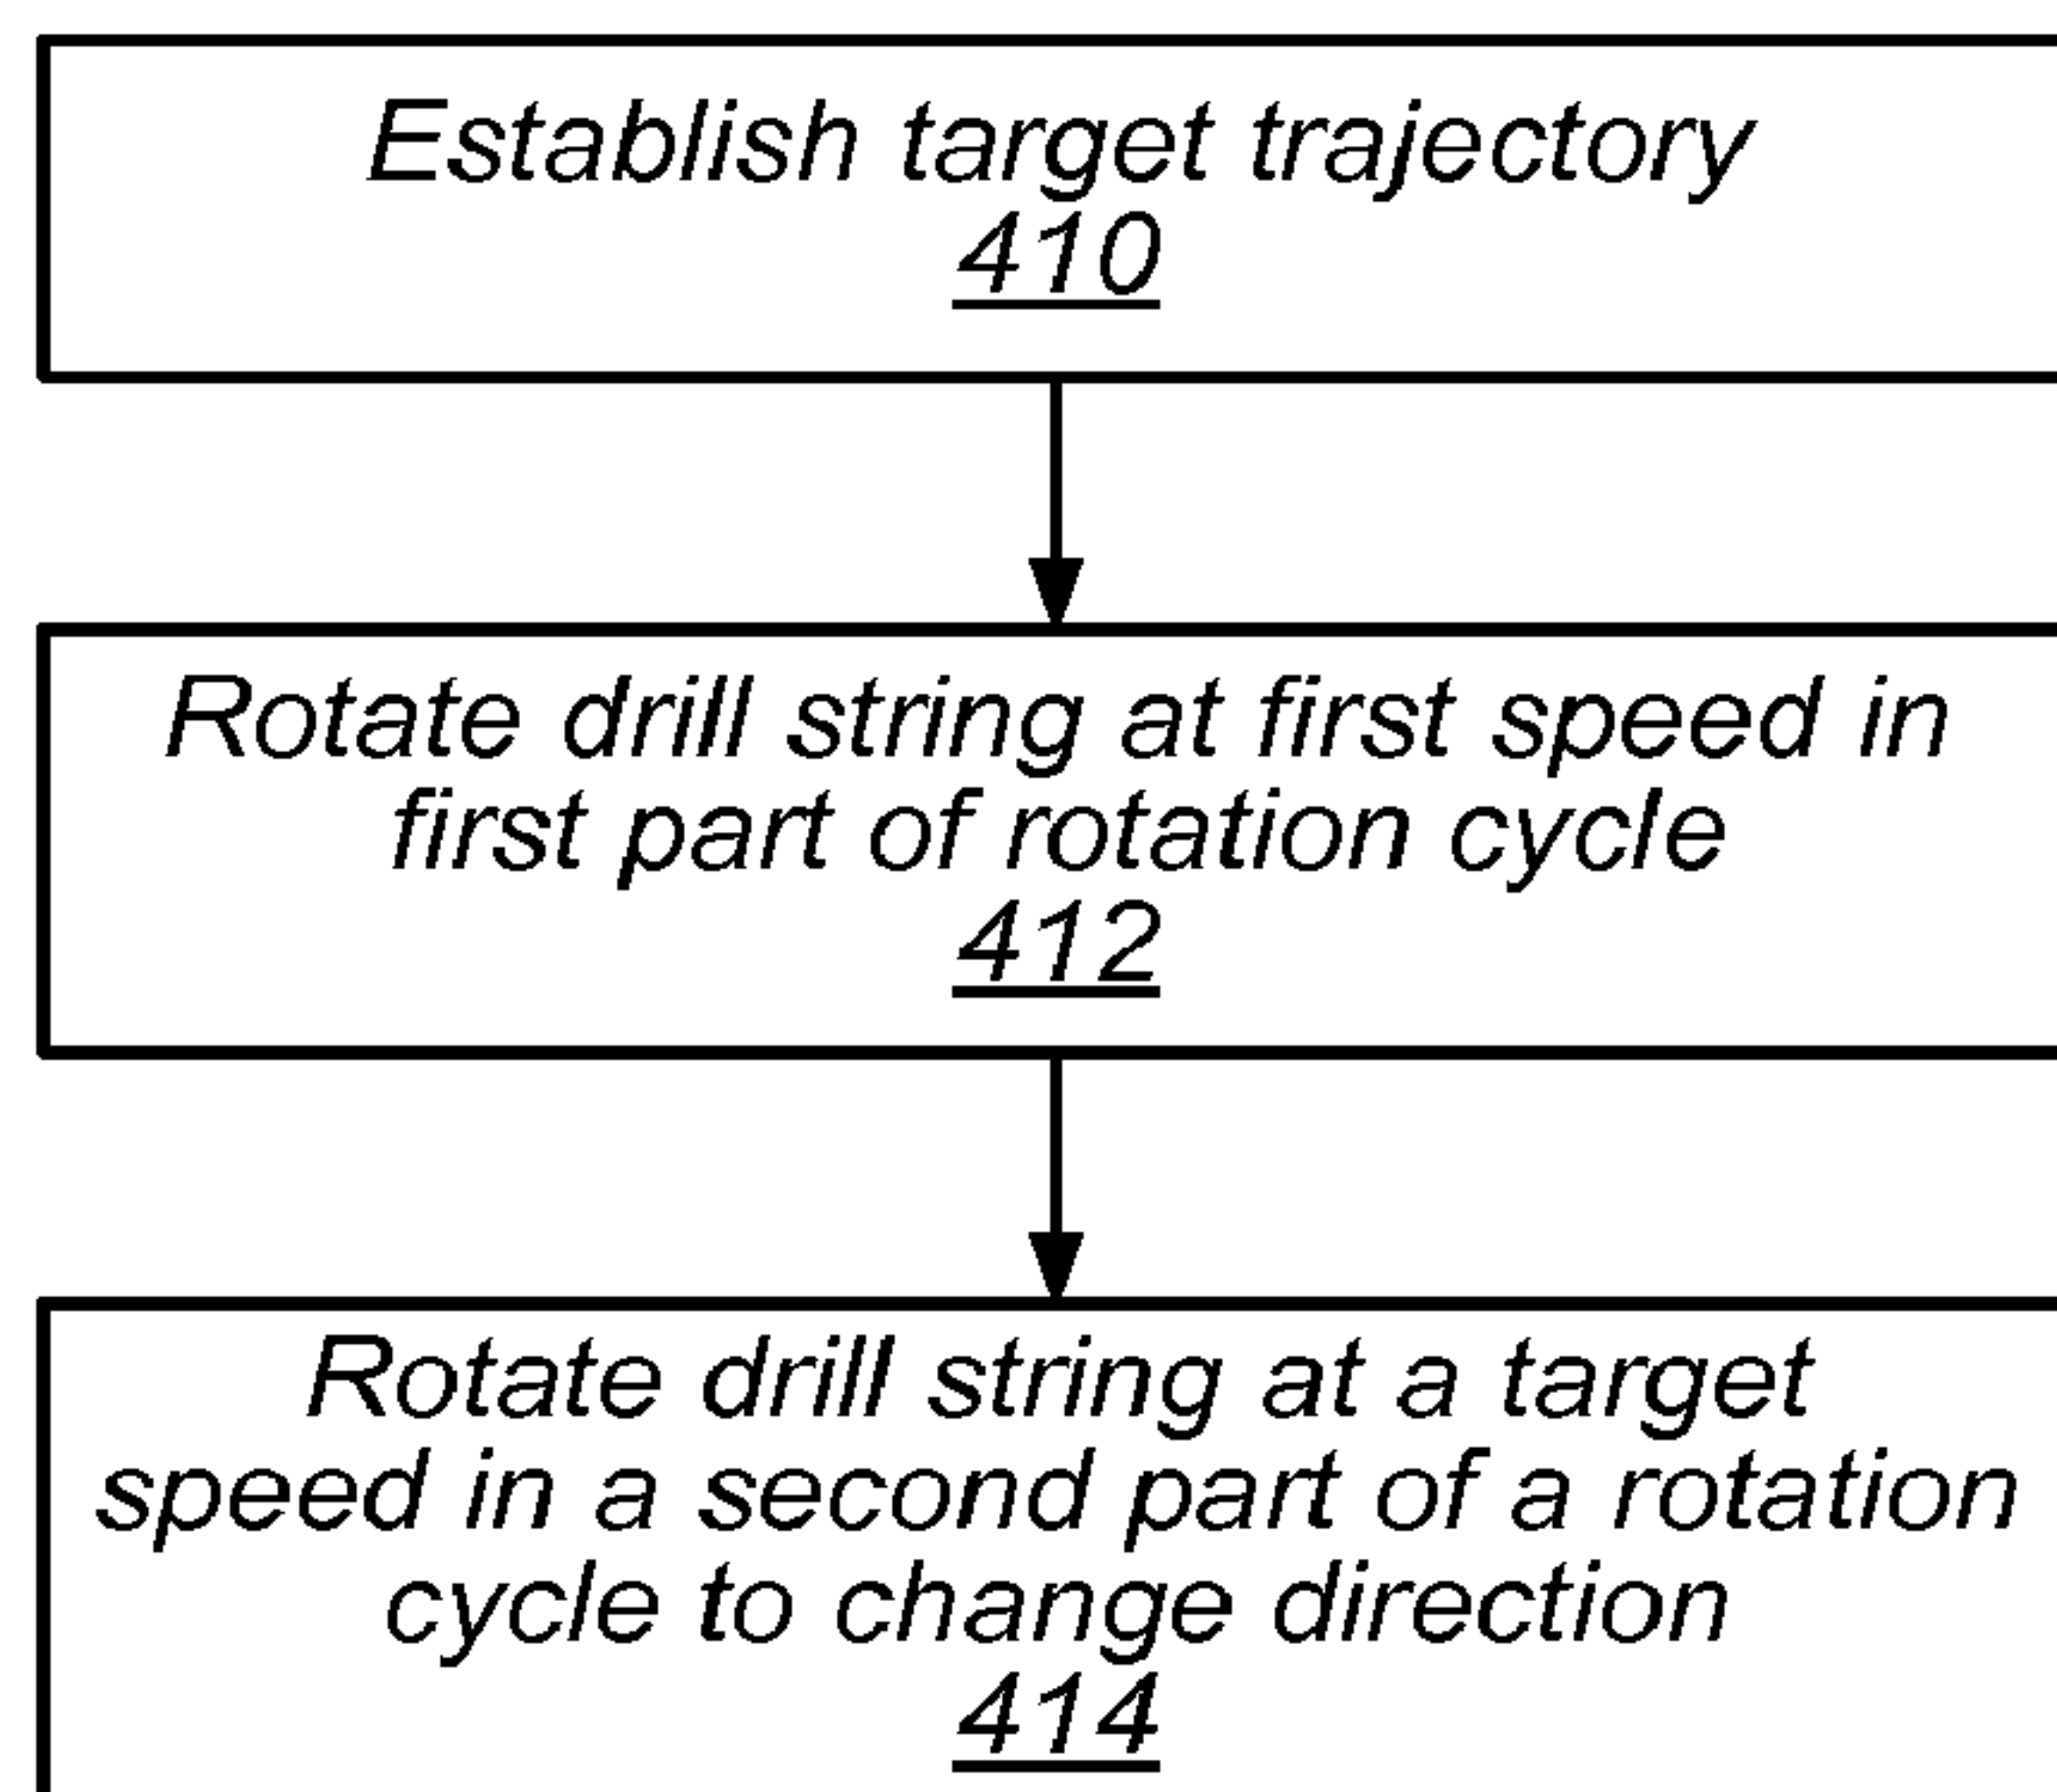 Establish target trajectory
410
Rotate drill string at first speed in
first part of rotation cycle
412
Rotate drill string at a target
speed in a second part of a rotation
cycle to change direction
414